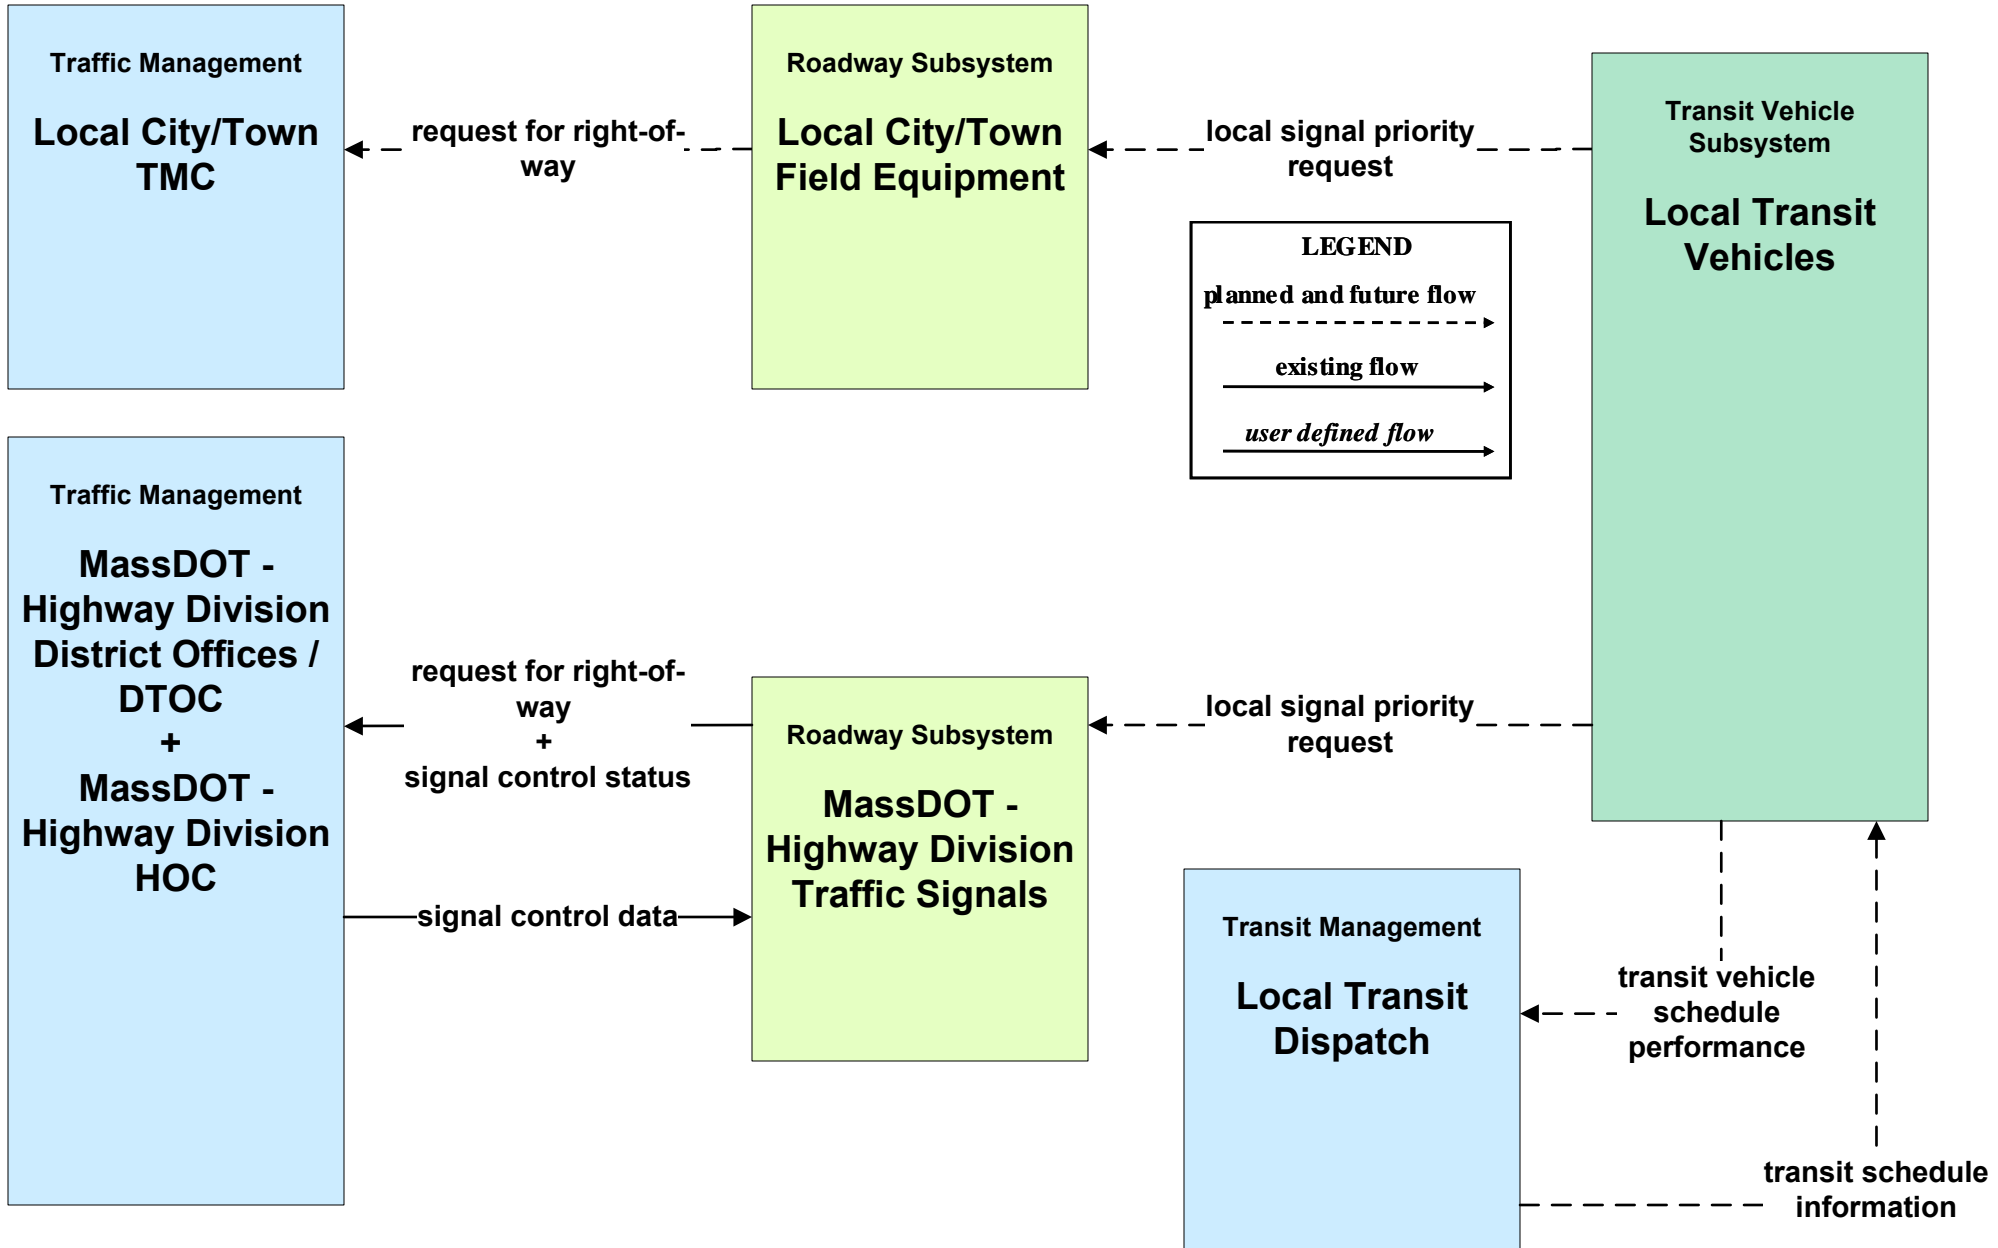 Traffic Management
Local City/Town
TMC
request for right-of-
way
Roadway Subsystem
Local City/Town
Field Equipment
local signal priority
request
Transit Vehicle
Subsystem
Local Transit
Vehicles
LEGEND
planned and future flow
existing flow
user defined flow
Traffic Management
MassDOT -
Highway Division
District Offices /
DTOC
+
MassDOT -
Highway Division
HOC
request for right-of-
way
+
signal control status
signal control data
Roadway Subsystem
MassDOT -
Highway Division
Traffic Signals
local signal priority
request
Transit Management
Local Transit
Dispatch
transit vehicle
schedule
performance
transit schedule
information